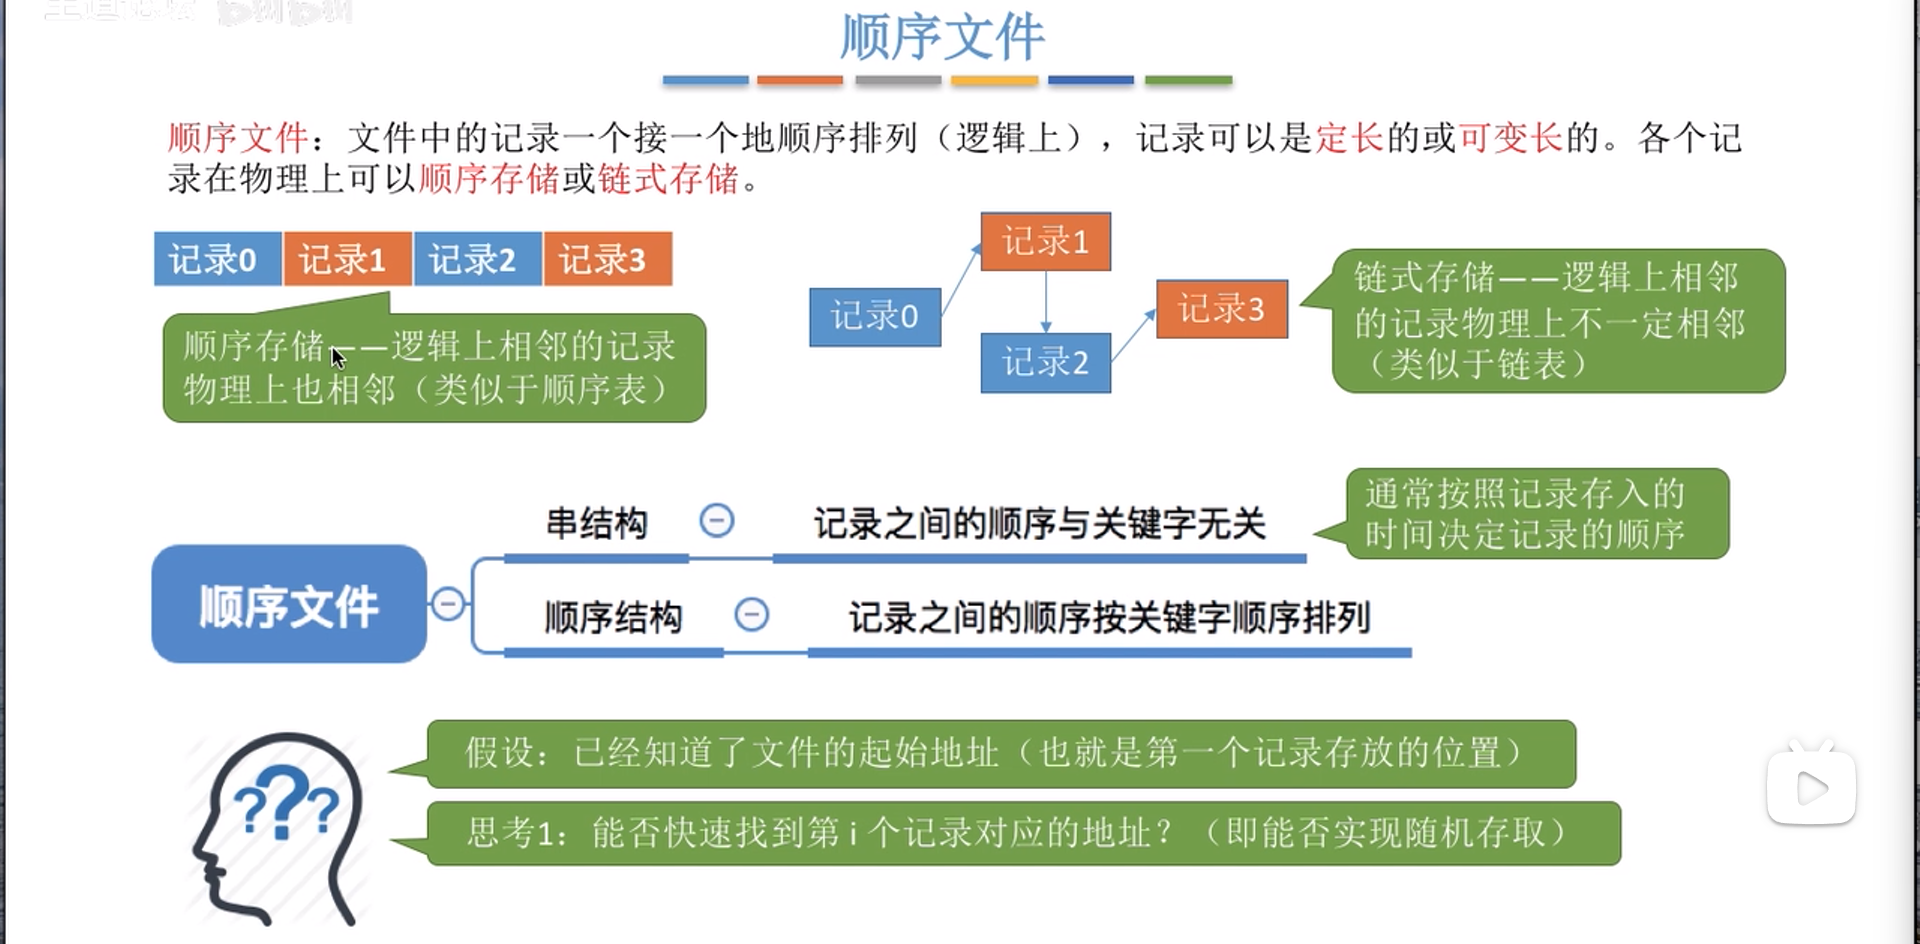 顺序文件
顺序文件：文件中的记录一个接一个地顺序排列（逻辑上），记录可以是定长的或可变长的。各个记
录在物理上可以顺序存储或链式存储。
记录0 记录1 记录2 记录3
顺序存储——逻辑上相邻的记录
物理上也相邻（类似于顺序表）
记录0
记录1
记录2
记录3
链式存储——逻辑上相邻
的记录物理上不一定相邻
（类似于链表）
顺序文件
串结构
记录之间的顺序与关键字无关
通常按照记录存入的
时间决定记录的顺序
顺序结构
记录之间的顺序按关键字顺序排列
???
假设：已经知道了文件的起始地址（也就是第一个记录存放的位置）
思考1：能否快速找到第 i 个记录对应的地址？（即能否实现随机存取）